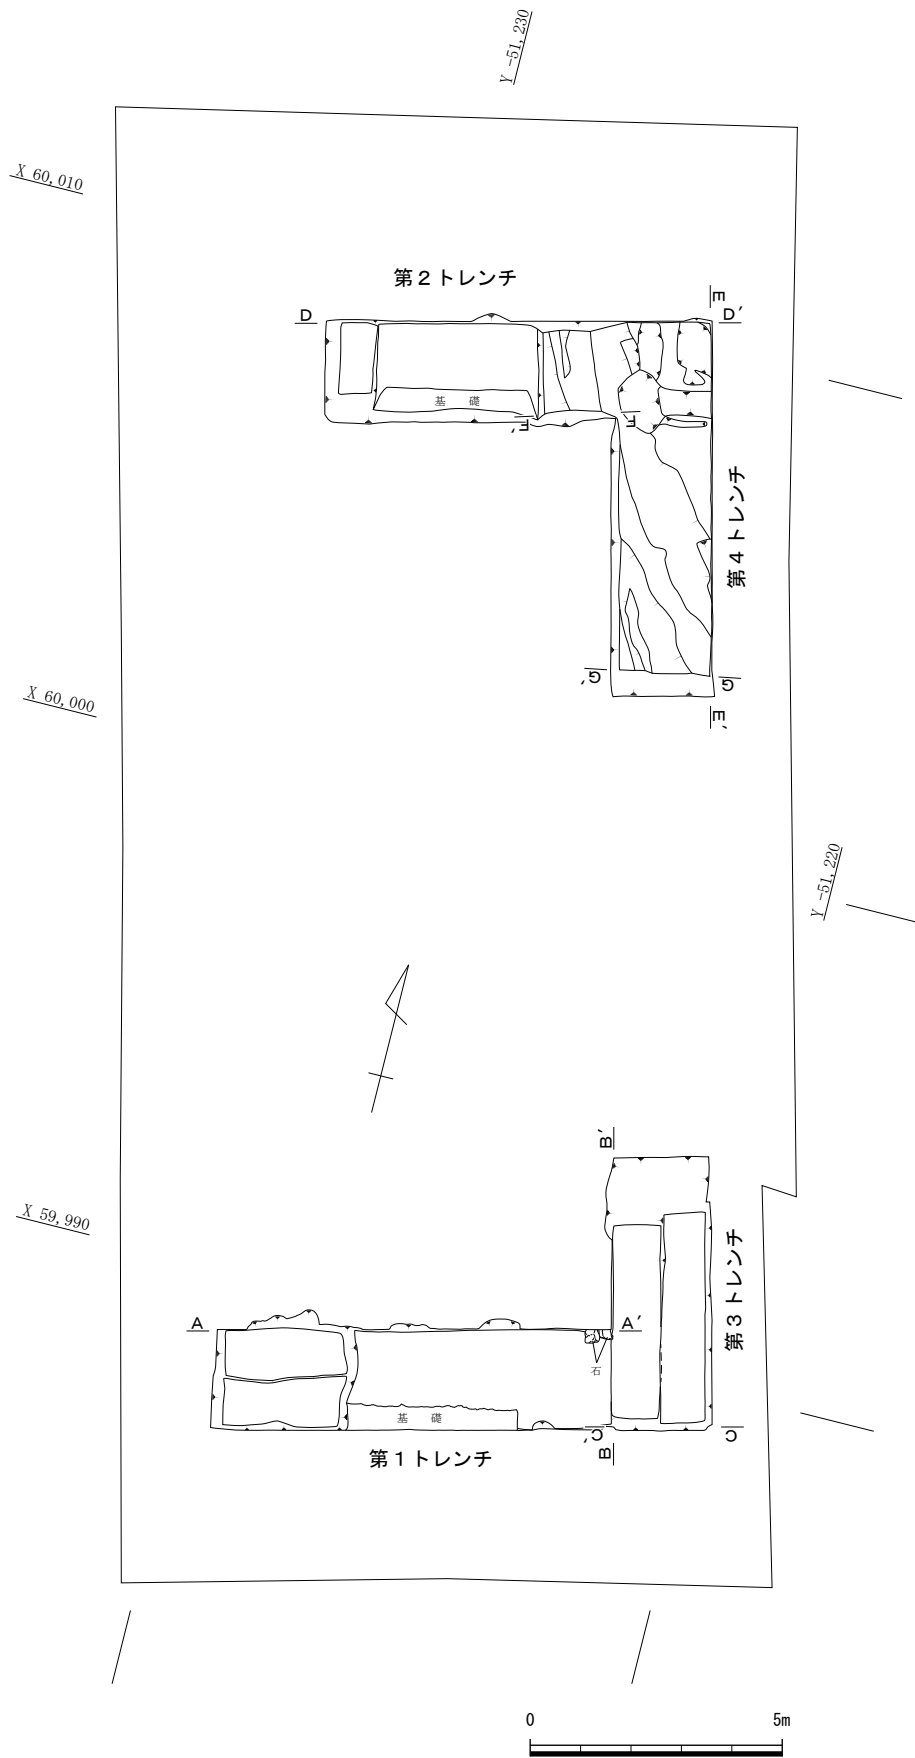 Y -51,230
X 60,010
第２トレンチ
E
D
D′
基　礎
F′
F
第４トレンチ
G′
G
E′
X 60,000
Y -51,220
B′
X 59,990
第３トレンチ
A
A′
石
基　礎
C′
C
B
第１トレンチ
0
5m